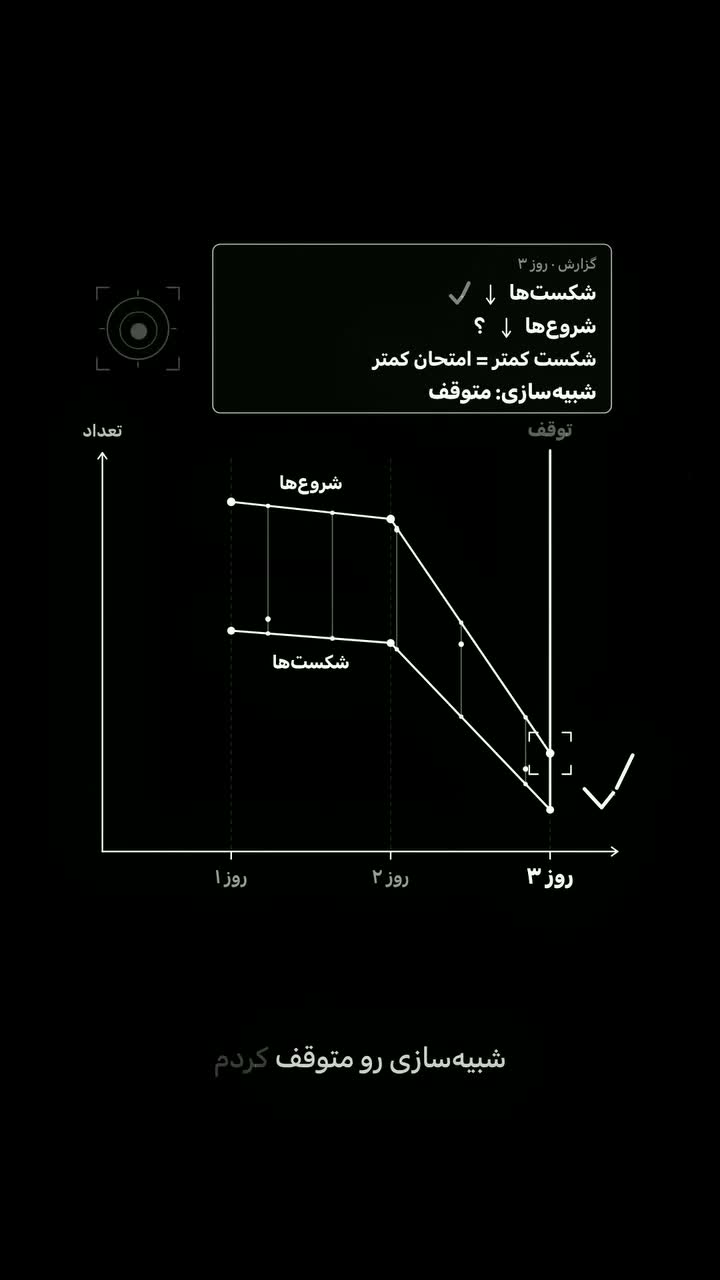 گزارش · روز ۳
شکست‌ها ↓ ✓
شروع‌ها ↓ ؟
شکست کمتر = امتحان کمتر
شبیه‌سازی: متوقف
توقف
تعداد
شروع‌ها
شکست‌ها
روز ۱
روز ۲
روز ۳
شبیه‌سازی رو متوقف کردم